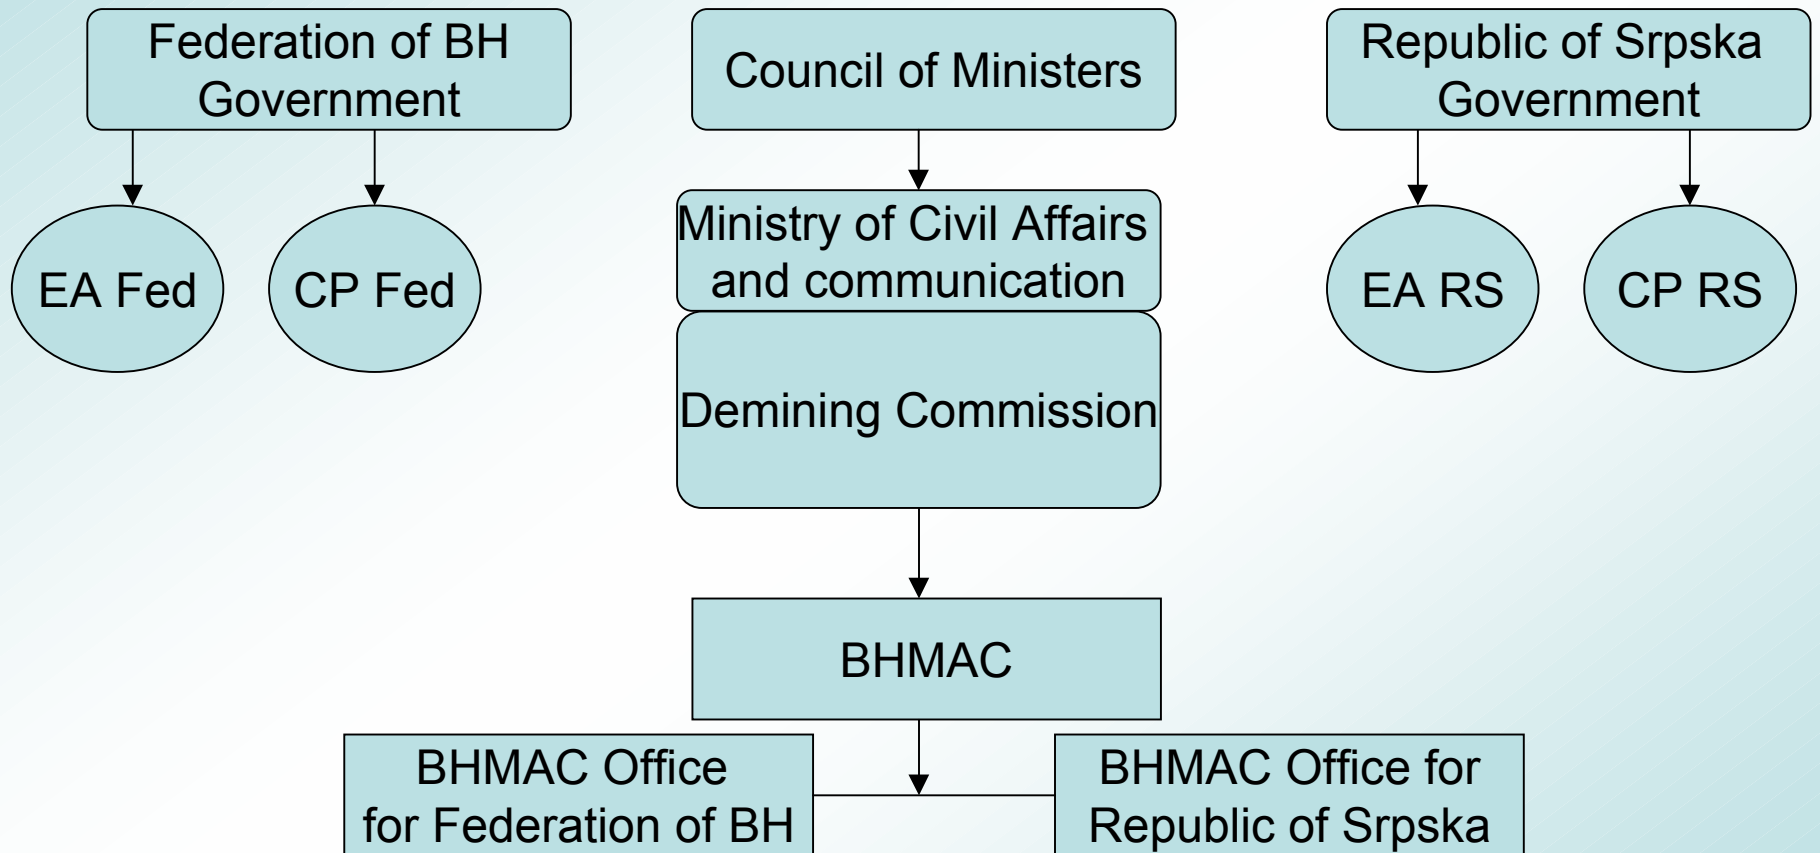 Federation of BH
Government
Council of Ministers
Republic of Srpska
Government
EA Fed
CP Fed
Ministry of Civil Affairs
and communication
EA RS
CP RS
Demining Commission
BHMAC
BHMAC Office
for Federation of BH
BHMAC Office for
Republic of Srpska